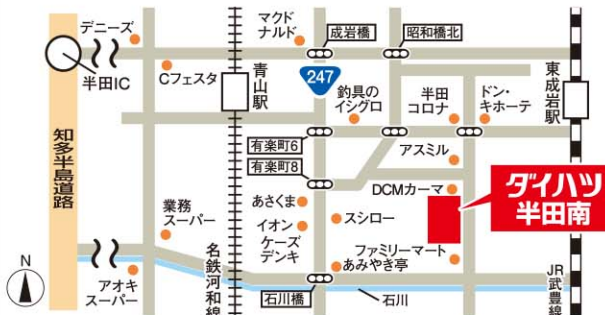 マクド
ナルド
成岩橋
昭和橋北
デニーズ
半田IC
Cフェスタ
青山駅
247
釣具の
イシグロ
半田
コロナ
ドン・
キホーテ
東成岩駅
知多半島道路
有楽町6
有楽町8
アスミル
DCMカーマ
ダイハツ
半田南
あさくま
スシロー
業務
スーパー
イオン
ケーズ
デンキ
ファミリーマート
あみやき亭
名鉄河和線
JR武豊線
N
アオキ
スーパー
石川橋
石川